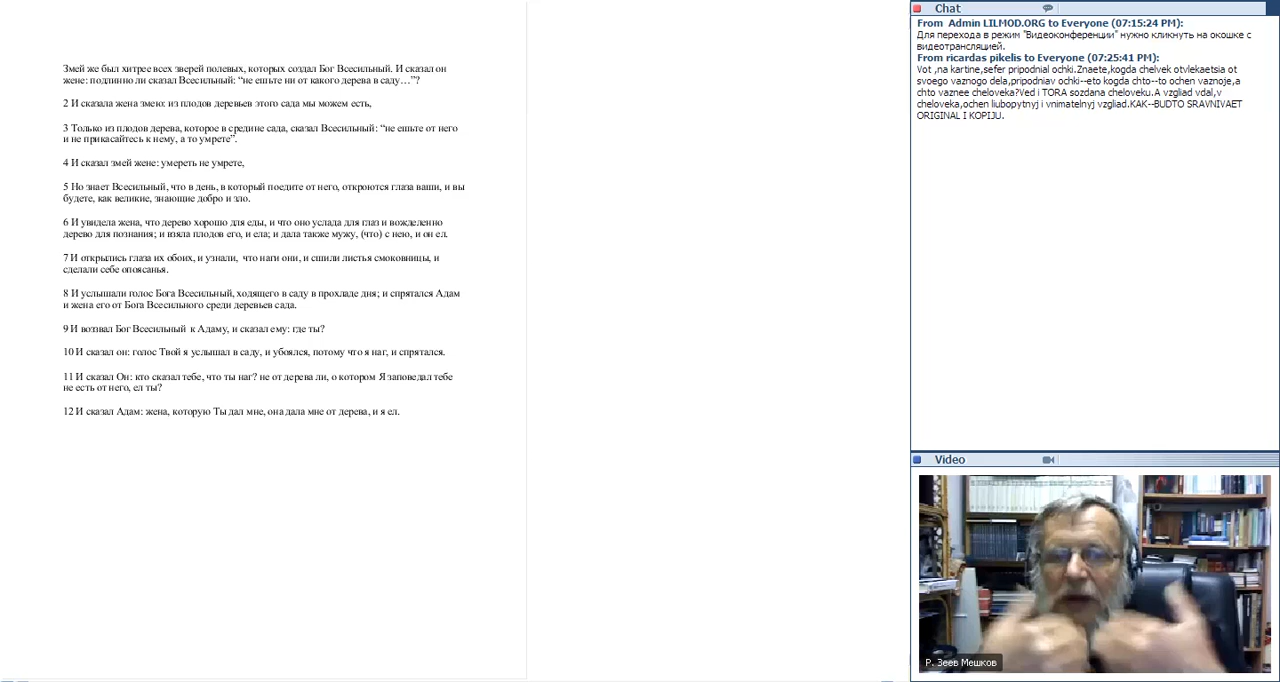 Змей же был хитрее всех зверей полевых, которых создал Бог Всесильный. И сказал он
жене: подлинно ли сказал Всесильный: “не ешьте ни от какого дерева в саду…”?
2 И сказала жена змею: из плодов деревьев этого сада мы можем есть,
3 Только из плодов дерева, которое в средине сада, сказал Всесильный: “не ешьте от него
и не прикасайтесь к нему, а то умрете”.
4 И сказал змей жене: умереть не умрете,
5 Но знает Всесильный, что в день, в который поедите от него, откроются глаза ваши, и вы
будете, как великие, знающие добро и зло.
6 И увидела жена, что дерево хорошо для еды, и что оно услада для глаз и вожделенно
дерево для познания; и взяла плодов его, и ела; и дала также мужу, (что) с нею, и он ел.
7 И открылись глаза их обоих, и узнали, что наги они, и сшили листья смоковницы, и
сделали себе опоясанья.
8 И услышали голос Бога Всесильный, ходящего в саду в прохладе дня; и спрятался Адам
и жена его от Бога Всесильного среди деревьев сада.
9 И воззвал Бог Всесильный к Адаму, и сказал ему: где ты?
10 И сказал он: голос Твой я услышал в саду, и убоялся, потому что я наг, и спрятался.
11 И сказал Он: кто сказал тебе, что ты наг? не от дерева ли, о котором Я заповедал тебе
не есть от него, ел ты?
12 И сказал Адам: жена, которую Ты дал мне, она дала мне от дерева, и я ел.
Chat
From Admin LILMOD.ORG to Everyone (07:15:24 PM):
Для перехода в режим "Видеоконференции" нужно кликнуть на окошке с
видеотрансляцией.
From ricardas pikelis to Everyone (07:25:41 PM):
Vot ,na kartine,sefer pripodnial ochki.Znaete,kogda chelvek otvlekaetsia ot
svoego vaznogo dela,pripodniav ochki--eto kogda chto--to ochen vaznoje,a
chto vaznee cheloveka?Ved i TORA sozdana cheloveku.A vzgliad vdal,v
cheloveka,ochen liubopytnyj i vnimatelnyj vzgliad.KAK--BUDTO SRAVNIVAET
ORIGINAL I KOPIJU.
Video
Р. Зеев Мешков